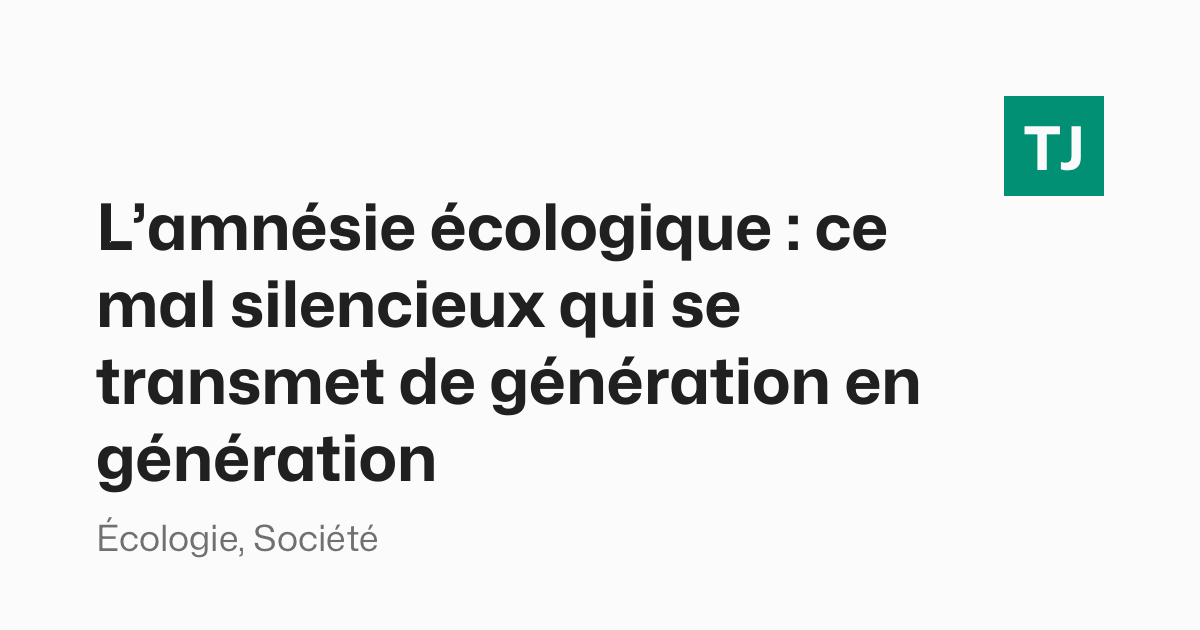 TJ
L’amnésie écologique : ce
mal silencieux qui se
transmet de génération en
génération
Écologie, Société